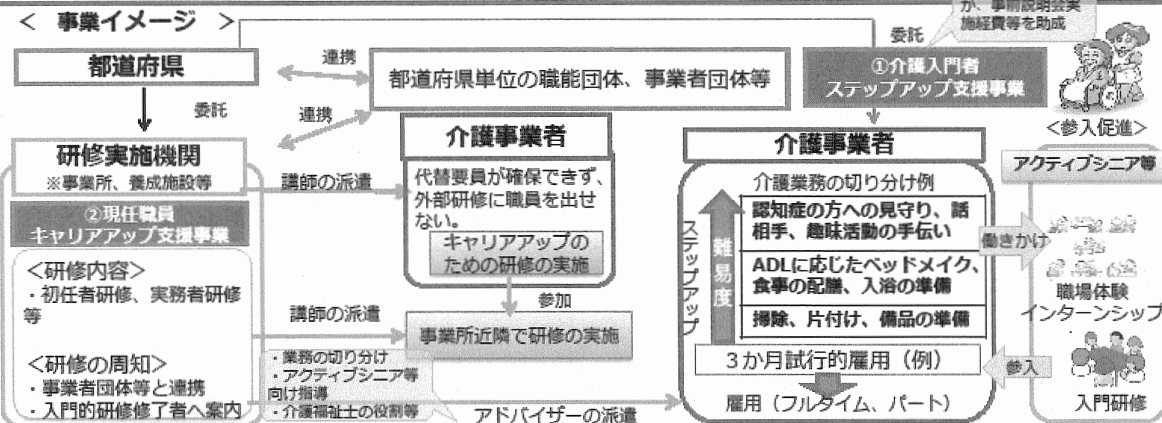 ＜ 事業イメージ ＞
が、事前説明会実
施経費等を助成
都道府県
連携
都道府県単位の職能団体、事業者団体等
委託
①介護入門者
ステップアップ支援事業
委託
連携
＜参入促進＞
研修実施機関
※事業所、養成施設等
講師の派遣
介護事業者
代替要員が確保できず、
外部研修に職員を出せ
ない。
キャリアアップの
ための研修の実施
参加
②現任職員
キャリアアップ支援事業
＜研修内容＞
・初任者研修、実務者研修
等
講師の派遣
事業所近隣で研修の実施
＜研修の周知＞
・事業者団体等と連携
・入門的研修修了者へ案内
・業務の切り分け
・アクティブシニア等
向け指導
・介護福祉士の役割等
アドバイザーの派遣
介護事業者
介護業務の切り分け例
ステップアップ
難易度
認知症の方への見守り、話
相手、趣味活動の手伝い
ADLに応じたベッドメイク、
食事の配膳、入浴の準備
掃除、片付け、備品の準備
３か月試行的雇用（例）
雇用（フルタイム、パート）
働きかけ
参入
アクティブシニア等
職場体験
インターンシップ
入門研修